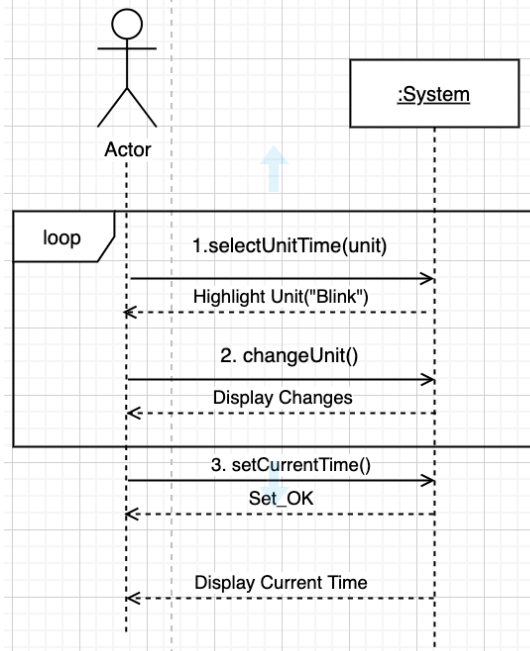 :System
Actor
loop
1.selectUnitTime(unit)
Highlight Unit("Blink")
2. changeUnit()
Display Changes
3. setCurrentTime()
Set_OK
Display Current Time